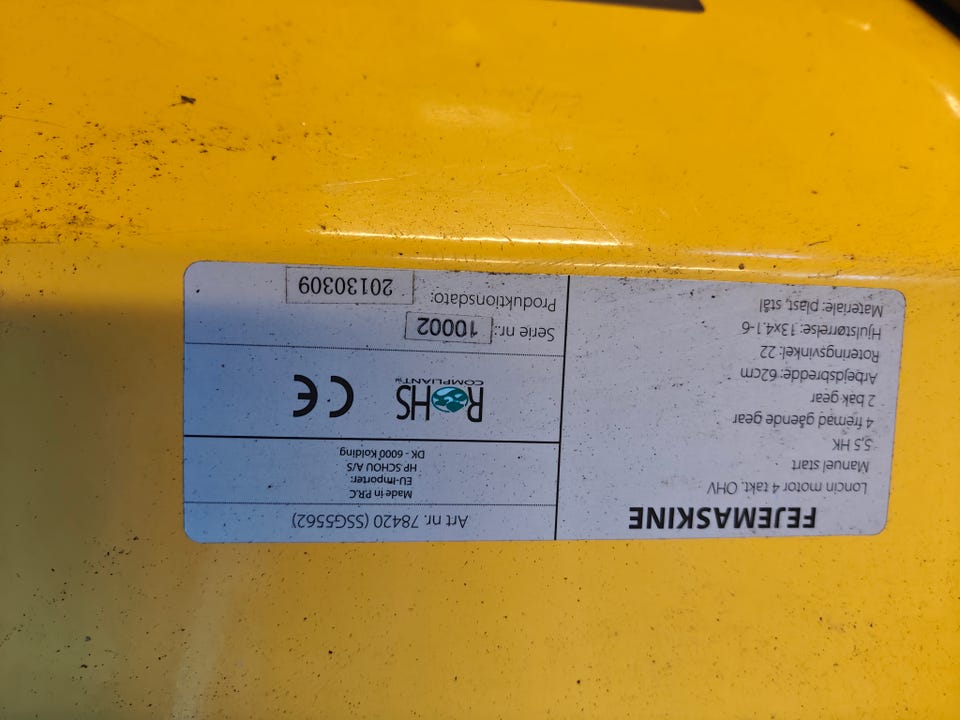 FEJEMASKINE
Loncin motor 4 takt, OHV
Manuel start
5,5 HK
4 fremad gående gear
2 bak gear
Arbejdsbredde: 62cm
Roteringsvinkel: 22
Hjulstørrelse: 13x4.1-6
Materiale: plast, stål
Art nr. 78420 (SSG5562)
Made in P.R.C
EU-Importer:
HP SCHOU A/S
DK - 6000 Kolding
RoHS
COMPLIANT™
CE
Serie nr.: 10002
Produktionsdato: 20130309